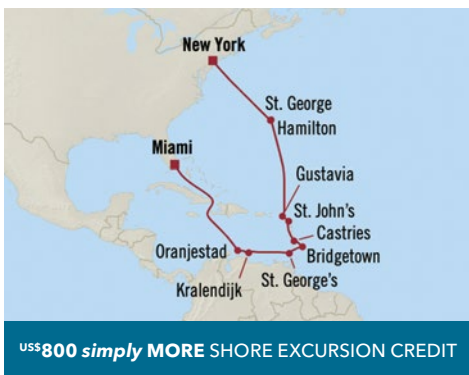 New York
St. George
Hamilton
Miami
Gustavia
St. John's
Castries
Oranjestad
Bridgetown
St. George's
Kralendijk
US$800 simply MORE SHORE EXCURSION CREDIT